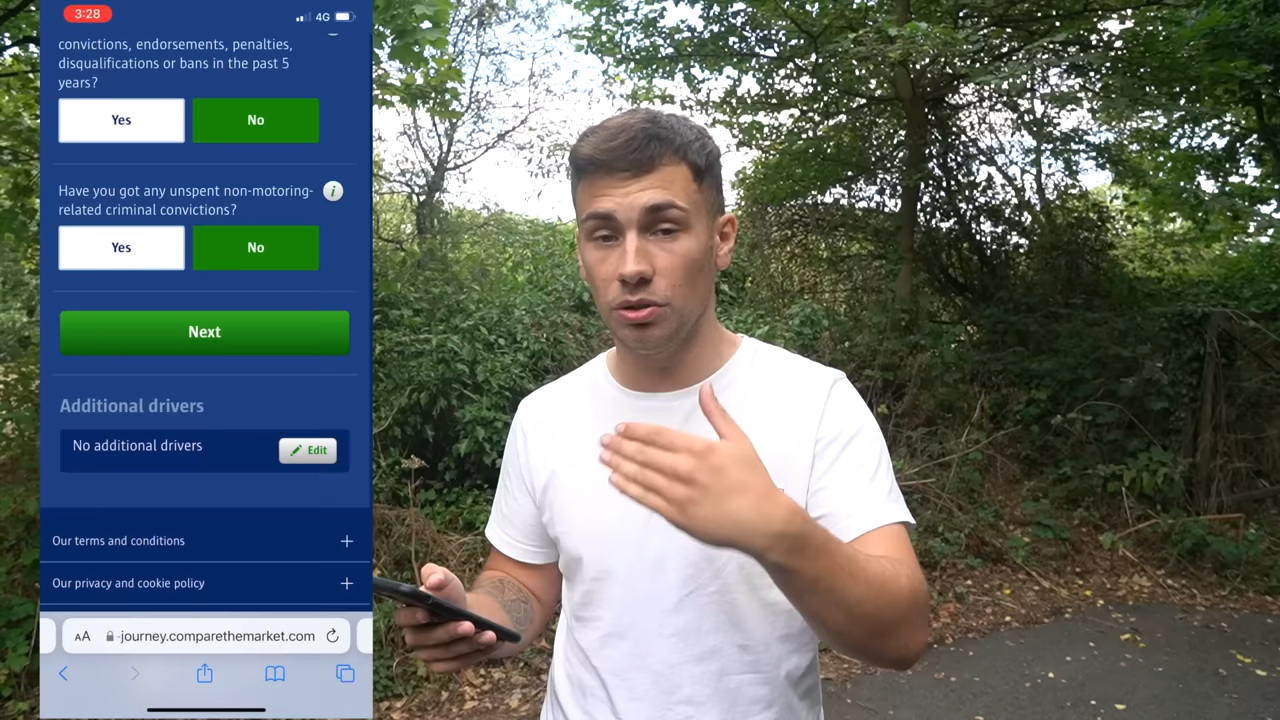 3:28
4G
convictions, endorsements, penalties,
disqualifications or bans in the past 5
years?
Yes
No
Have you got any unspent non-motoring-
related criminal convictions?
i
Yes
No
Next
Additional drivers
No additional drivers
Edit
Our terms and conditions
+
Our privacy and cookie policy
+
AA
journey.comparethemarket.com